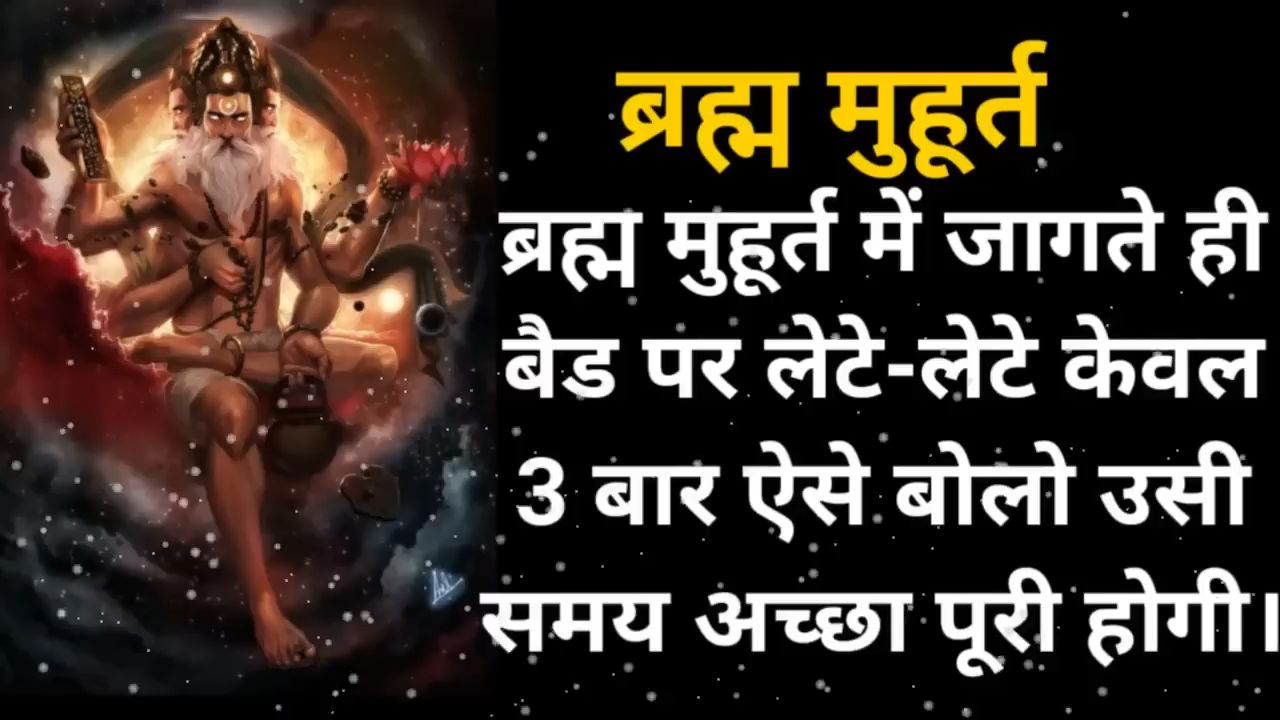 ब्रह्म मुहूर्त
ब्रह्म मुहूर्त में जागते ही
बैड पर लेटे-लेटे केवल
3 बार ऐसे बोलो उसी
समय अच्छा पूरी होगी।